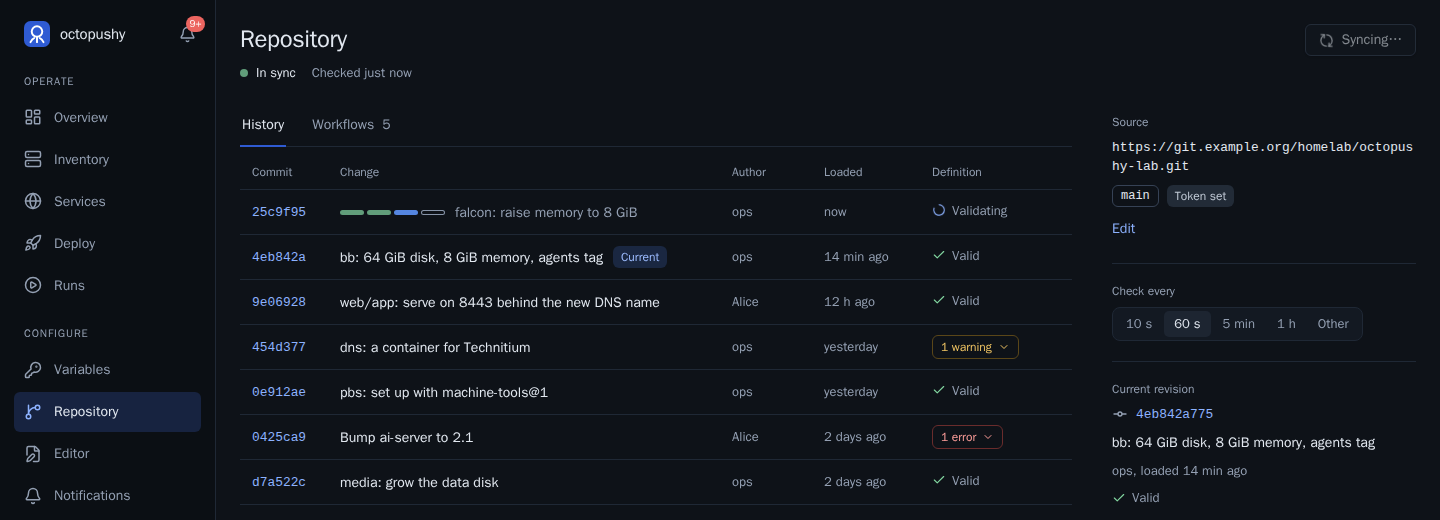 octopushy
9+
OPERATE
Overview
Inventory
Services
Deploy
Runs
CONFIGURE
Variables
Repository
Editor
Notifications
Repository
In sync Checked just now
Syncing···
History Workflows 5
Commit Change Author Loaded Definition
25c9f95 falcon: raise memory to 8 GiB ops now Validating
4eb842a bb: 64 GiB disk, 8 GiB memory, agents tag Current ops 14 min ago Valid
9e06928 web/app: serve on 8443 behind the new DNS name Alice 12 h ago Valid
454d377 dns: a container for Technitium ops yesterday 1 warning
0e912ae pbs: set up with machine-tools@1 ops yesterday Valid
0425ca9 Bump ai-server to 2.1 Alice 2 days ago 1 error
d7a522c media: grow the data disk ops 2 days ago Valid
Source
https://git.example.org/homelab/octopus
hy-lab.git
main Token set
Edit
Check every
10 s 60 s 5 min 1 h Other
Current revision
4eb842a775
bb: 64 GiB disk, 8 GiB memory, agents tag
ops, loaded 14 min ago
Valid